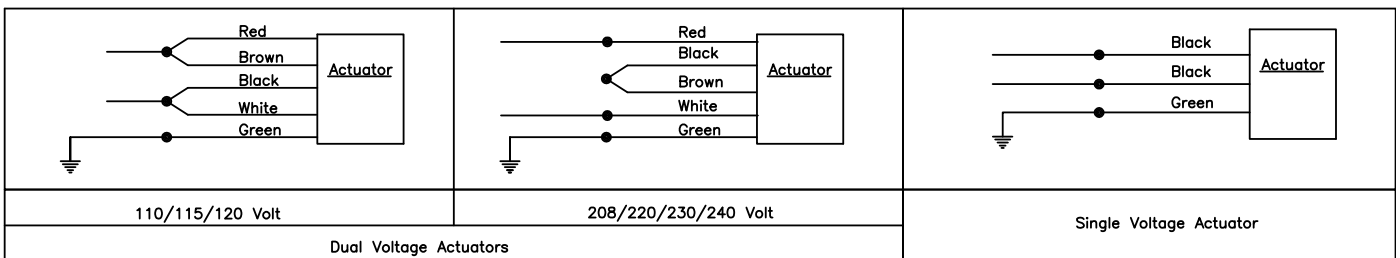 Red
Brown
Black
White
Green
Actuator
110/115/120 Volt
Red
Black
Brown
White
Green
Actuator
208/220/230/240 Volt
Dual Voltage Actuators
Black
Black
Green
Actuator
Single Voltage Actuator